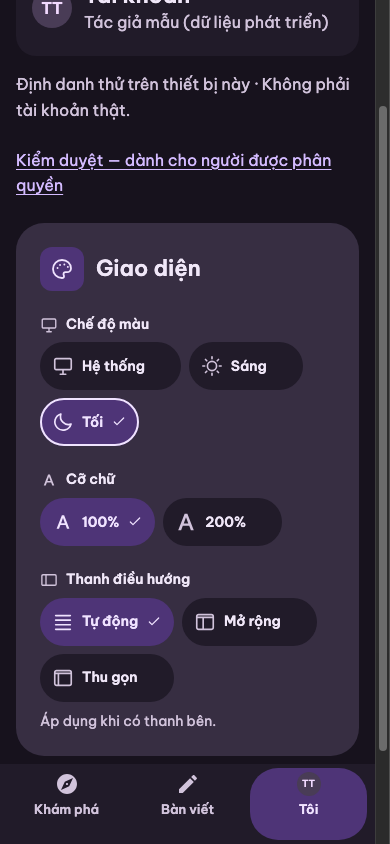 TT
Tài khoản
Tác giả mẫu (dữ liệu phát triển)
Định danh thử trên thiết bị này · Không phải
tài khoản thật.
Kiểm duyệt — dành cho người được phân
quyền
Giao diện
Chế độ màu
Hệ thống
Sáng
Tối
A Cỡ chữ
A 100%
A 200%
Thanh điều hướng
Tự động
Mở rộng
Thu gọn
Áp dụng khi có thanh bên.
TT
Khám phá
Bàn viết
Tôi